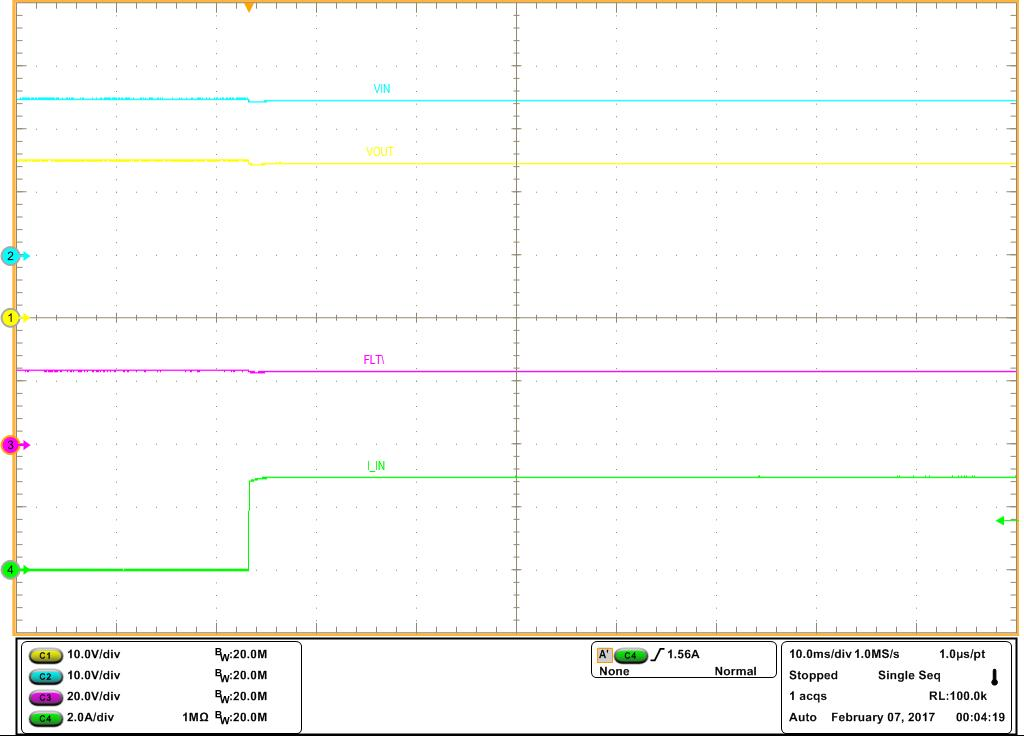 VIN
VOUT
2
1
FLT\
3
I_IN
4
C1 10.0V/div BW:20.0M
C2 10.0V/div BW:20.0M
C3 20.0V/div BW:20.0M
C4 2.0A/div 1MΩ BW:20.0M
A' C4 1.56A
None Normal
10.0ms/div 1.0MS/s 1.0µs/pt
Stopped Single Seq
1 acqs RL:100.0k
Auto February 07, 2017 00:04:19